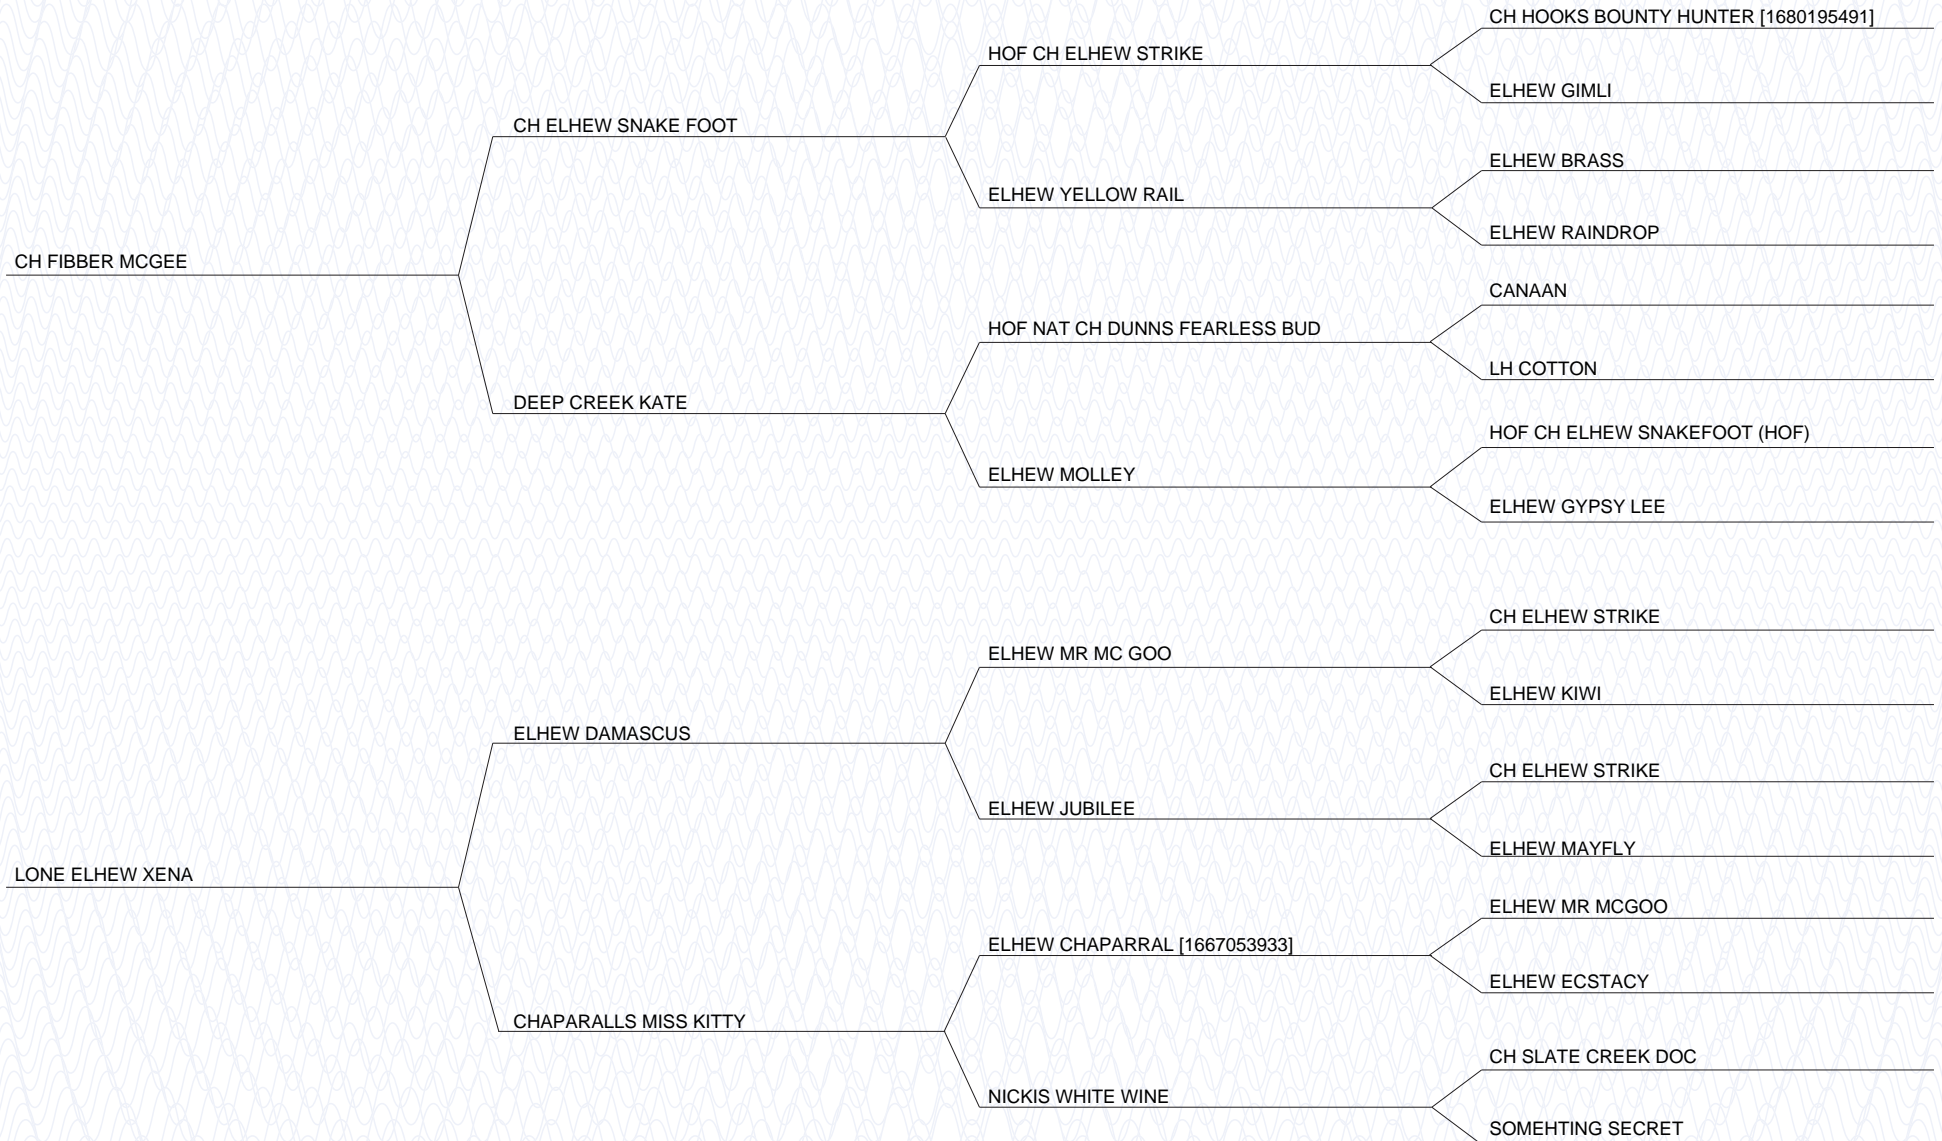 CH HOOKS BOUNTY HUNTER [1680195491]
HOF CH ELHEW STRIKE
ELHEW GIMLI
CH ELHEW SNAKE FOOT
ELHEW BRASS
ELHEW YELLOW RAIL
ELHEW RAINDROP
CH FIBBER MCGEE
CANAAN
HOF NAT CH DUNNS FEARLESS BUD
LH COTTON
DEEP CREEK KATE
HOF CH ELHEW SNAKEFOOT (HOF)
ELHEW MOLLEY
ELHEW GYPSY LEE
CH ELHEW STRIKE
ELHEW MR MC GOO
ELHEW KIWI
ELHEW DAMASCUS
CH ELHEW STRIKE
ELHEW JUBILEE
ELHEW MAYFLY
LONE ELHEW XENA
ELHEW MR MCGOO
ELHEW CHAPARRAL [1667053933]
ELHEW ECSTACY
CHAPARALLS MISS KITTY
CH SLATE CREEK DOC
NICKIS WHITE WINE
SOMEHTING SECRET